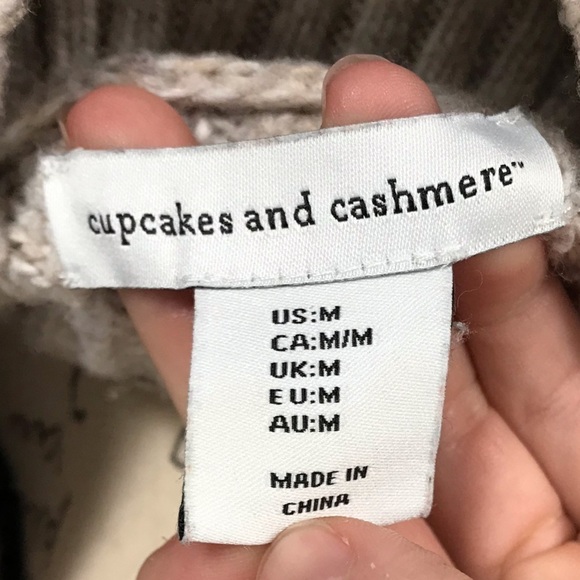 cupcakes and cashmere™
US:M
CA:M/M
UK:M
EU:M
AU:M
MADE IN
CHINA